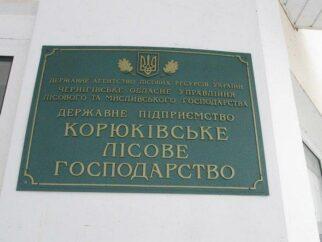 ДЕРЖАВНЕ АГЕНТСТВО ЛІСОВИХ РЕСУРСІВ УКРАЇНИ
ЧЕРНІГІВСЬКЕ ОБЛАСНЕ УПРАВЛІННЯ
ЛІСОВОГО ТА МИСЛИВСЬКОГО ГОСПОДАРСТВА
ДЕРЖАВНЕ ПІДПРИЄМСТВО
КОРЮКІВСЬКЕ
ЛІСОВЕ
ГОСПОДАРСТВО